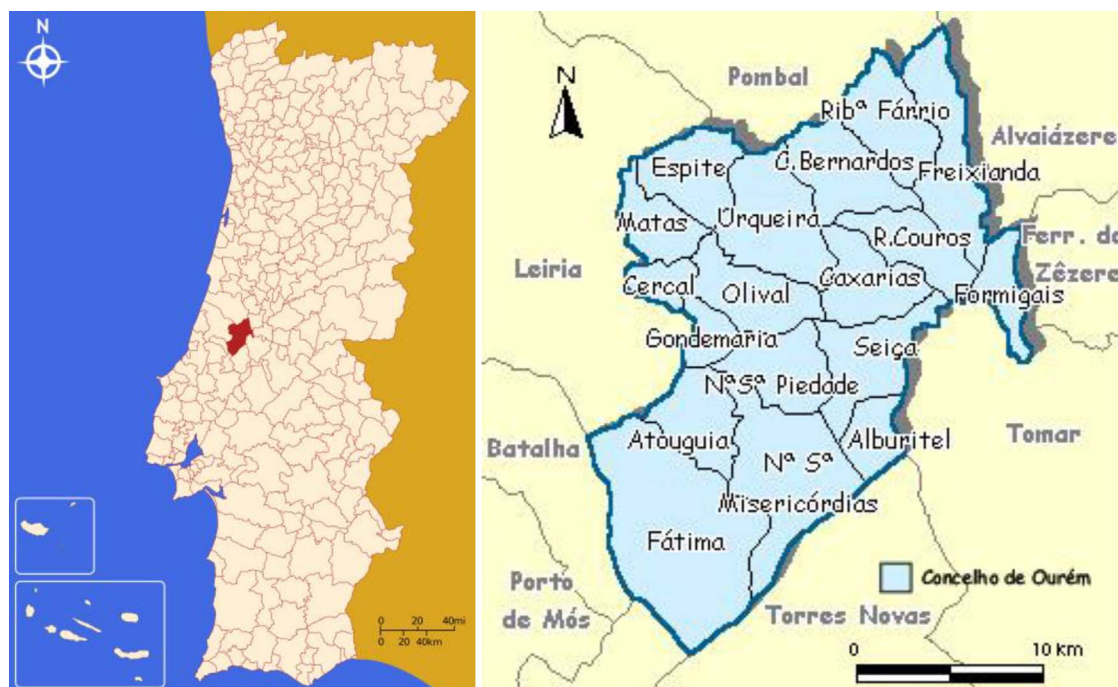 N
0 20 40mi
0 20 40km
N
Pombal
Ribª Fárrio
Alvaiázere
C.Bernardos
Espite
Freixianda
Matas
Urqueira
R.Couros
Ferr. do
Zêzere
Leiria
Cercal
Olival
Caxarias
Formigais
Gondemaria
Seiça
NªSª Piedade
Batalha
Atouguia
Alburitel
Tomar
Nª Sª
Misericórdias
Fátima
Concelho de Ourém
Porto
de Mós
Torres Novas
0 10 km